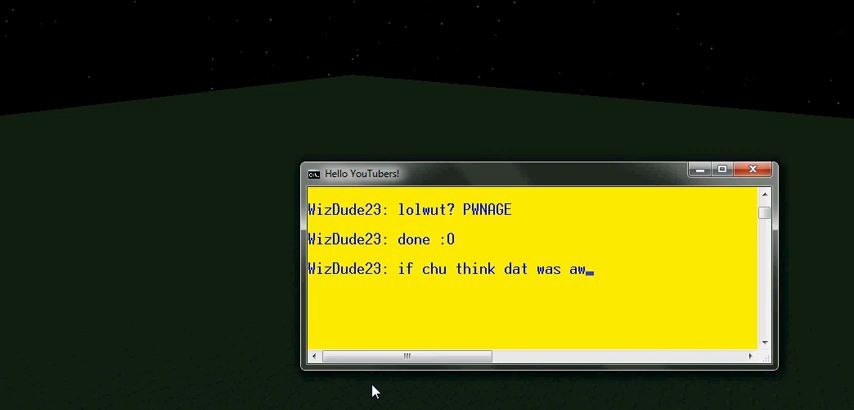 Hello YouTubers!
WizDude23: lolwut? PWNAGE
WizDude23: done :O
WizDude23: if chu think dat was aw